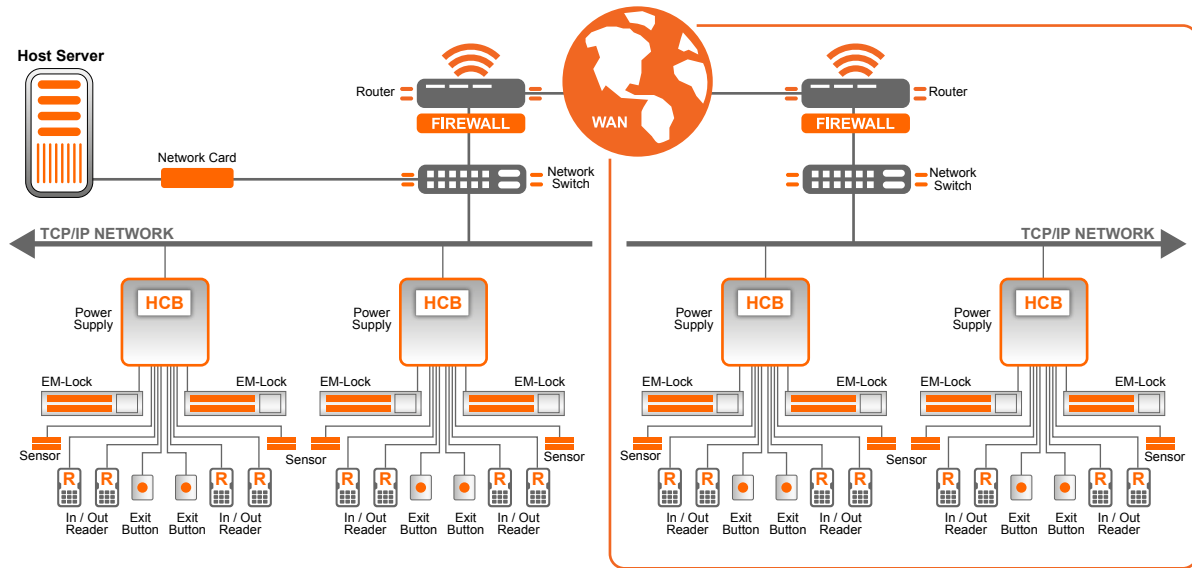 Host Server
Router
Router
FIREWALL
WAN
FIREWALL
Network Card
Network
Switch
Network
Switch
TCP/IP NETWORK
TCP/IP NETWORK
HCB
HCB
HCB
HCB
Power
Supply
Power
Supply
Power
Supply
Power
Supply
EM-Lock
EM-Lock
EM-Lock
EM-Lock
EM-Lock
EM-Lock
EM-Lock
EM-Lock
Sensor
Sensor
Sensor
Sensor
Sensor
Sensor
Sensor
Sensor
R R R R
R R R R
R R R R
R R R R
In / Out
Reader
Exit
Button
Exit
Button
In / Out
Reader
In / Out
Reader
Exit
Button
Exit
Button
In / Out
Reader
In / Out
Reader
Exit
Button
Exit
Button
In / Out
Reader
In / Out
Reader
Exit
Button
Exit
Button
In / Out
Reader